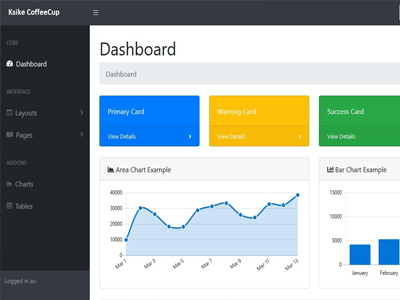 Ksike CoffeeCup
CORE
Dashboard
INTERFACE
Layouts
Pages
ADDONS
Charts
Tables
Logged in as:
Dashboard
Dashboard
Primary Card
View Details
Warning Card
View Details
Success Card
View Details
Area Chart Example
40000
30000
20000
10000
0
Mar 1
Mar 3
Mar 5
Mar 7
Mar 9
Mar 11
Mar 13
Bar Chart Example
15000
10000
5000
0
January
February